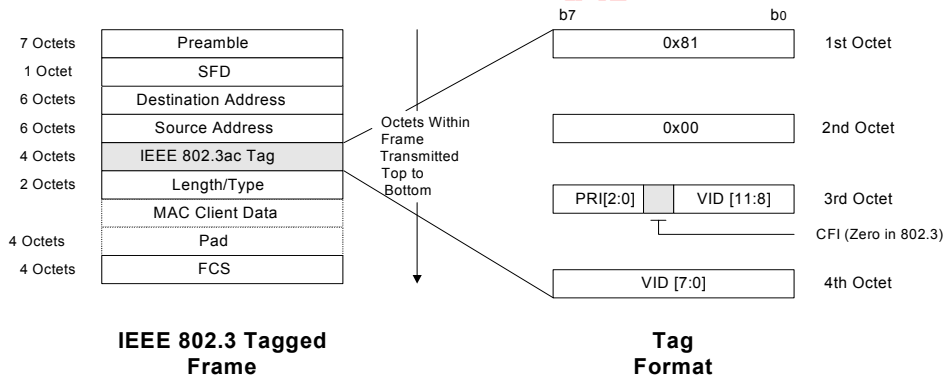 b7 b0
7 Octets Preamble 0x81 1st Octet
1 Octet SFD
6 Octets Destination Address
6 Octets Source Address
Octets Within
Frame
Transmitted
Top to
Bottom
0x00 2nd Octet
4 Octets IEEE 802.3ac Tag
2 Octets Length/Type
PRI[2:0] VID [11:8] 3rd Octet
MAC Client Data
CFI (Zero in 802.3)
4 Octets Pad
4 Octets FCS
VID [7:0] 4th Octet
IEEE 802.3 Tagged
Frame
Tag
Format